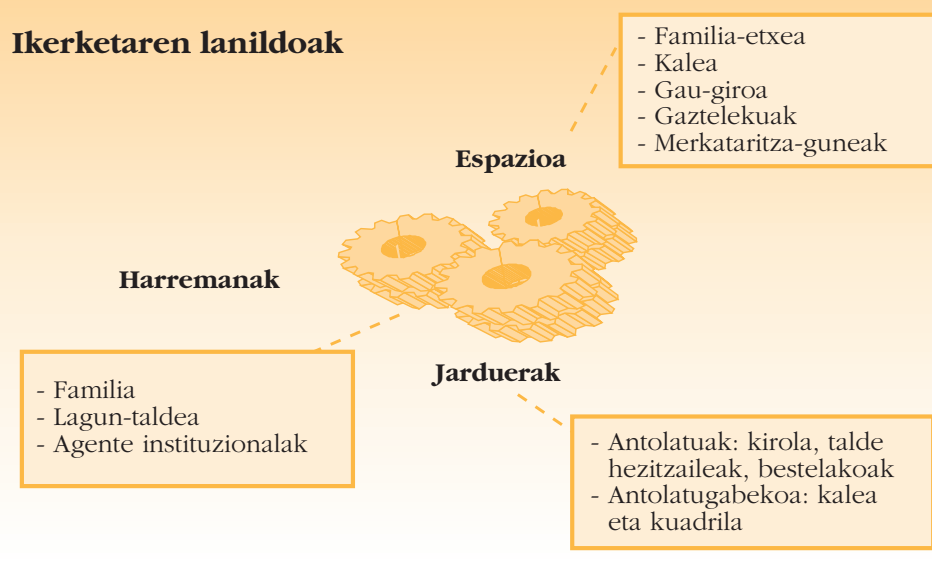 Ikerketaren lanildoak
- Familia-etxea
- Kalea
- Gau-giroa
- Gaztelekuak
- Merkataritza-guneak
Espazioa
Harremanak
- Familia
- Lagun-taldea
- Agente instituzionalak
Jarduerak
- Antolatuak: kirola, talde
hezitzaileak, bestelakoak
- Antolatugabekoa: kalea
eta kuadrila